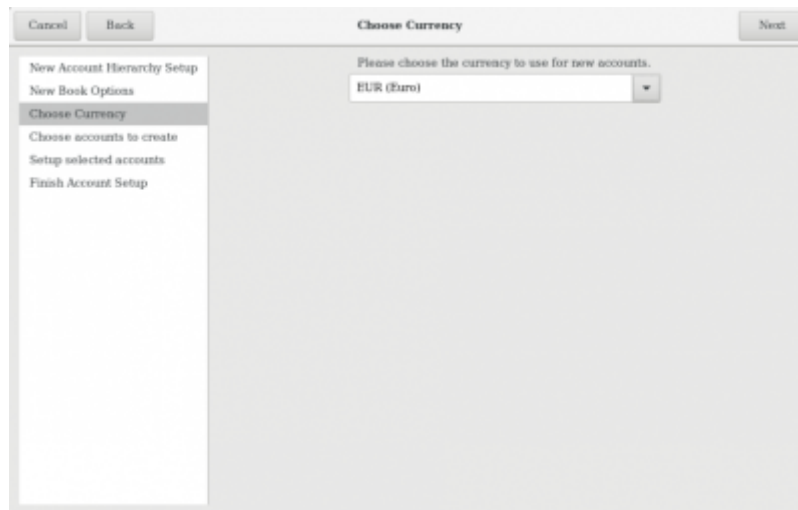 Cancel Back Choose Currency Next
New Account Hierarchy Setup
New Book Options
Choose Currency
Choose accounts to create
Setup selected accounts
Finish Account Setup
Please choose the currency to use for new accounts.
EUR (Euro)